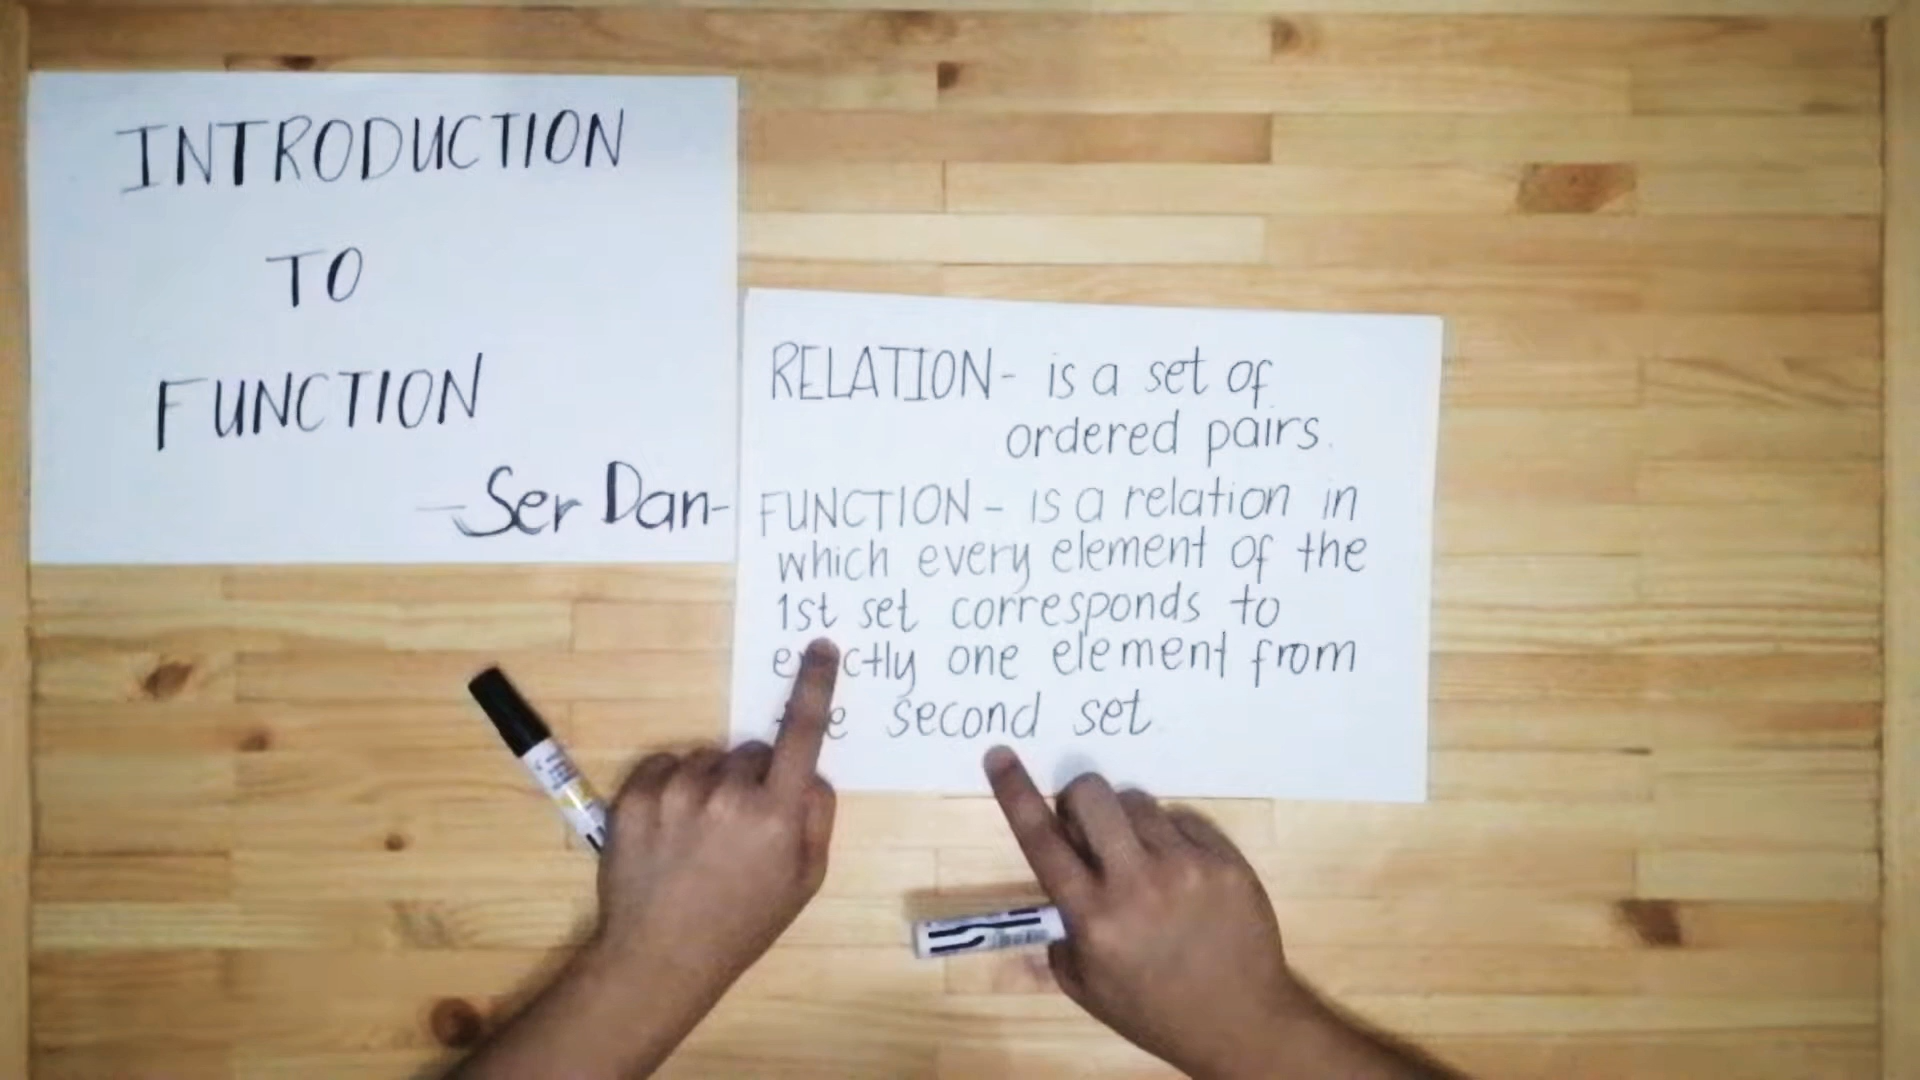 INTRODUCTION
TO
FUNCTION
-Ser Dan-
RELATION- is a set of
ordered pairs.
FUNCTION - is a relation in
which every element of the
1st set corresponds to
exctly one element from
second set